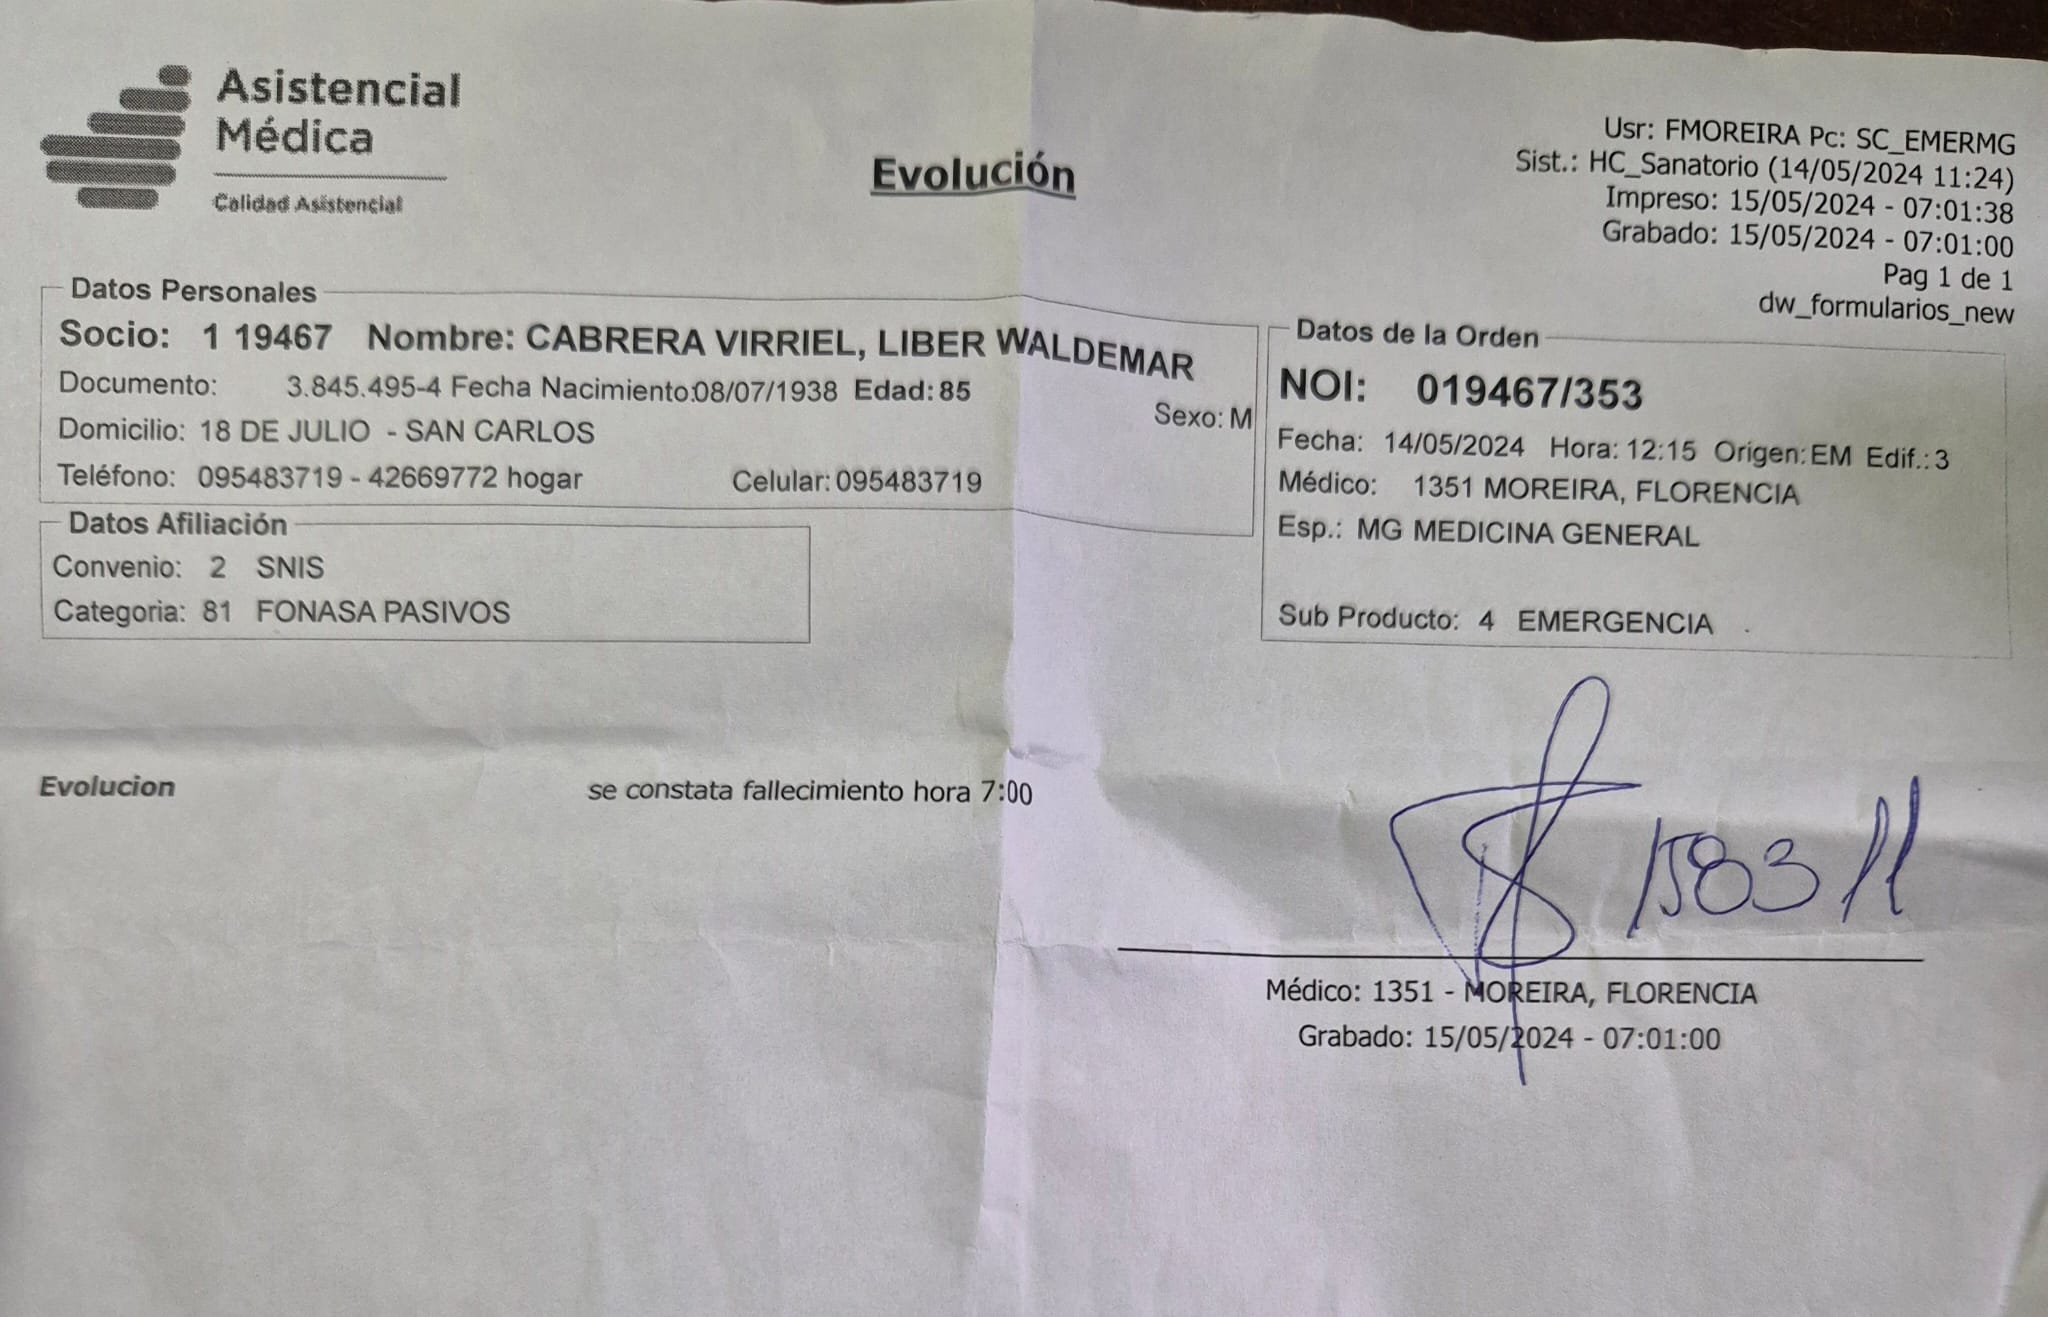 Asistencial
Médica
Calidad Asistencial
Evolución
Usr: FMOREIRA Pc: SC_EMERMG
Sist.: HC_Sanatorio (14/05/2024 11:24)
Impreso: 15/05/2024 - 07:01:38
Grabado: 15/05/2024 - 07:01:00
Pag 1 de 1
dw_formularios_new
Datos Personales
Socio: 1 19467 Nombre: CABRERA VIRRIEL, LIBER WALDEMAR
Documento: 3.845.495-4 Fecha Nacimiento:08/07/1938 Edad: 85
Sexo: M
Domicilio: 18 DE JULIO - SAN CARLOS
Teléfono: 095483719 - 42669772 hogar Celular: 095483719
Datos Afiliación
Convenio: 2 SNIS
Categoria: 81 FONASA PASIVOS
Datos de la Orden
NOI: 019467/353
Fecha: 14/05/2024 Hora: 12:15 Origen: EM Edif.: 3
Médico: 1351 MOREIRA, FLORENCIA
Esp.: MG MEDICINA GENERAL
Sub Producto: 4 EMERGENCIA
Evolucion se constata fallecimiento hora 7:00
Médico: 1351 - MOREIRA, FLORENCIA
Grabado: 15/05/2024 - 07:01:00